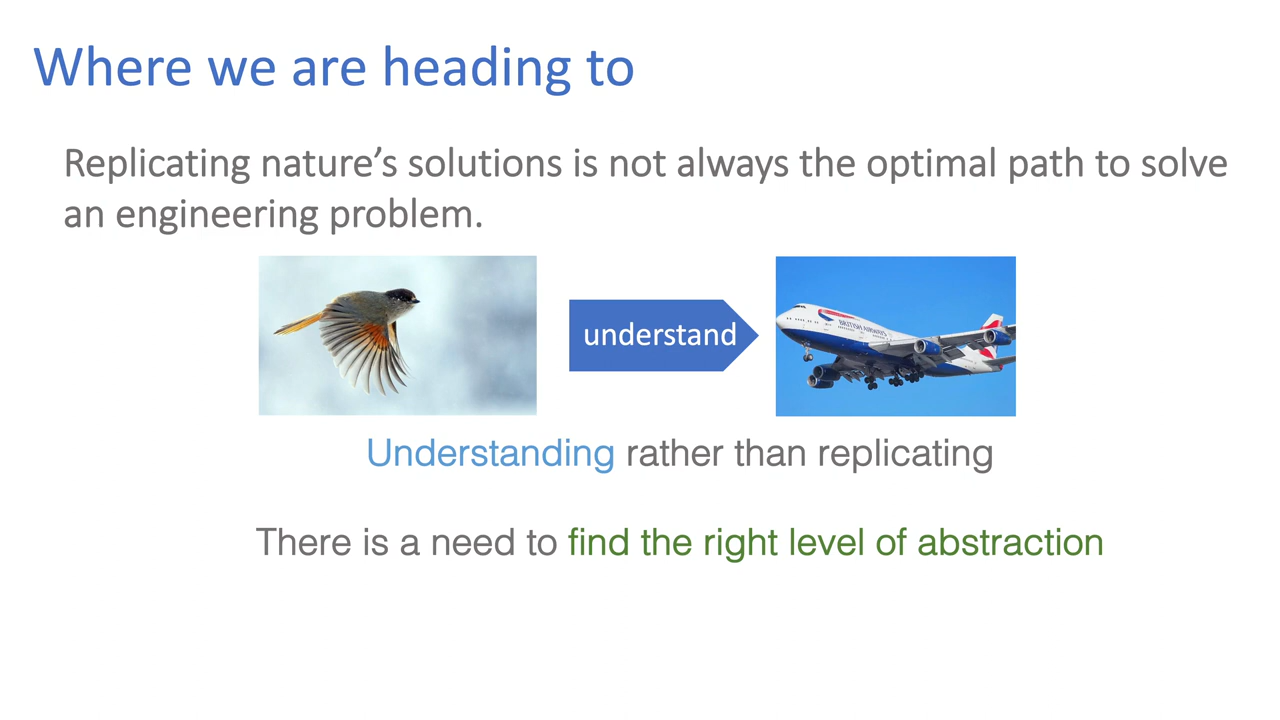 Where we are heading to
Replicating nature’s solutions is not always the optimal path to solve
an engineering problem.
understand
BRITISH AIRWAYS
Understanding rather than replicating
There is a need to find the right level of abstraction